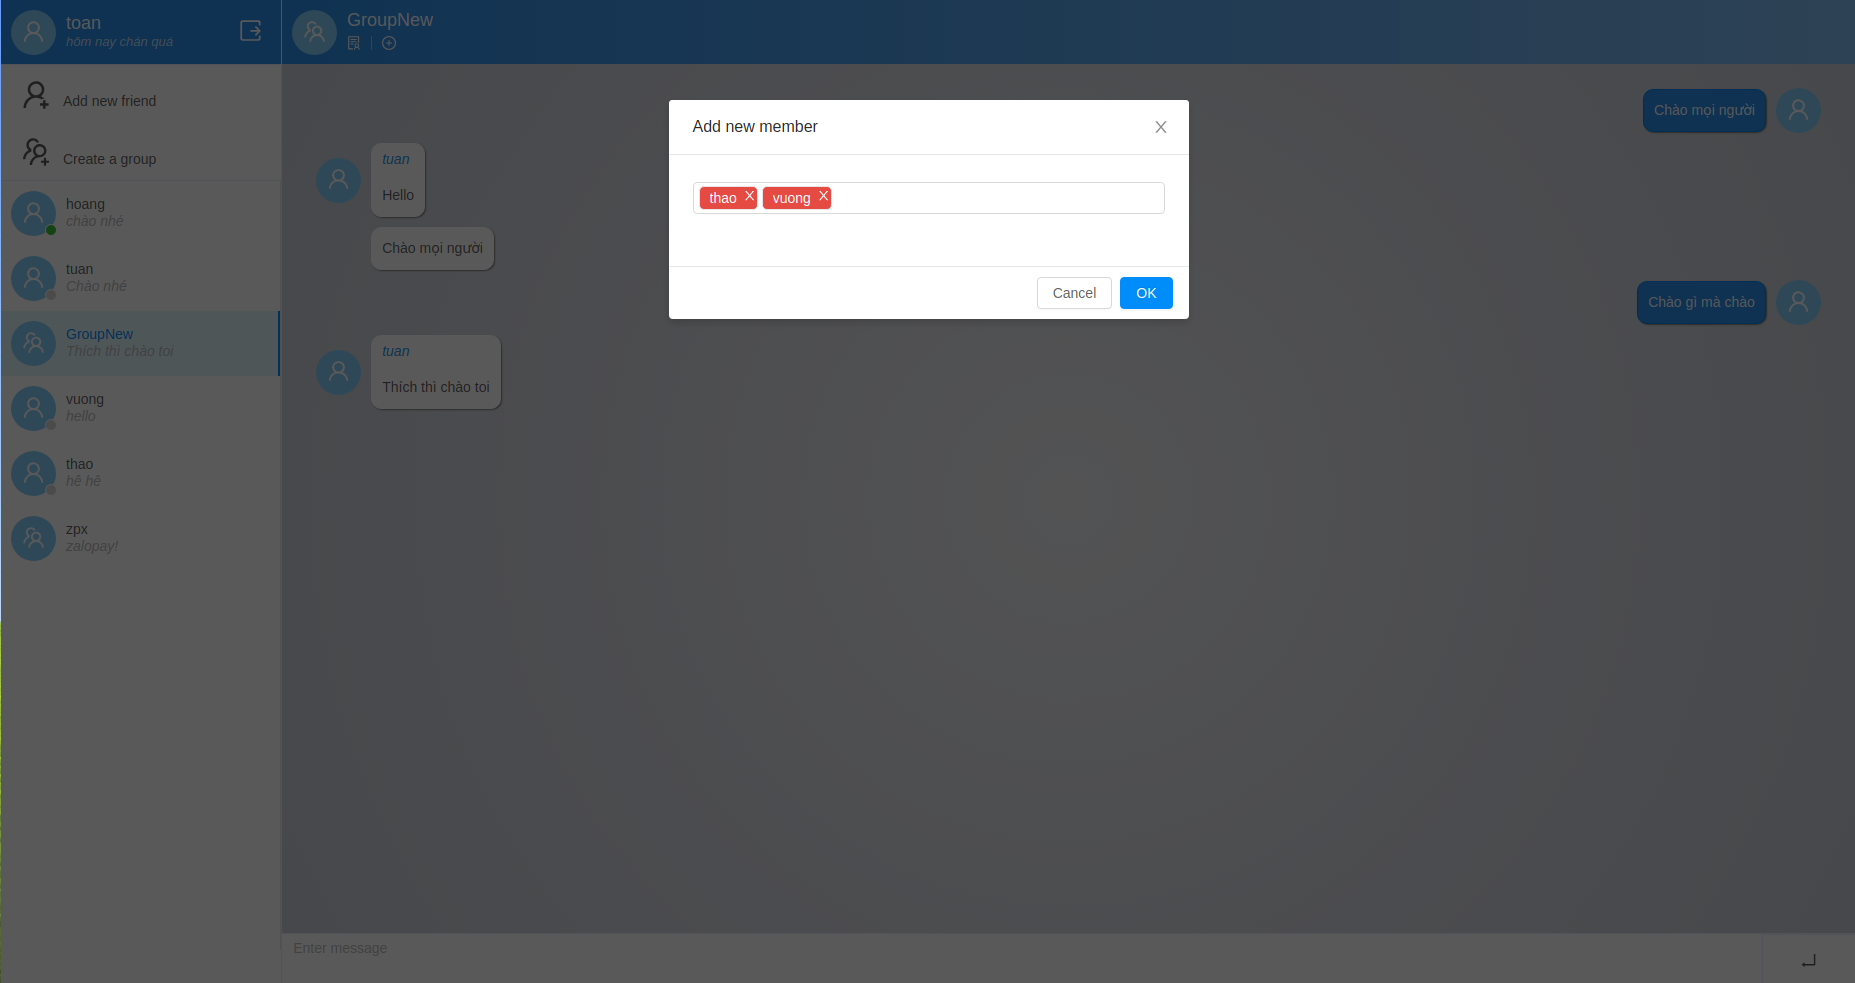 toan
hôm nay chán quá
Add new friend
Create a group
hoang
chào nhé
tuan
Chào nhé
GroupNew
Thích thì chào toi
vuong
hello
thao
hê hê
zpx
zalopay!
GroupNew
Chào mọi người
tuan
Hello
Chào mọi người
Chào gì mà chào
tuan
Thích thì chào toi
Add new member
thao
vuong
Cancel
OK
Enter message